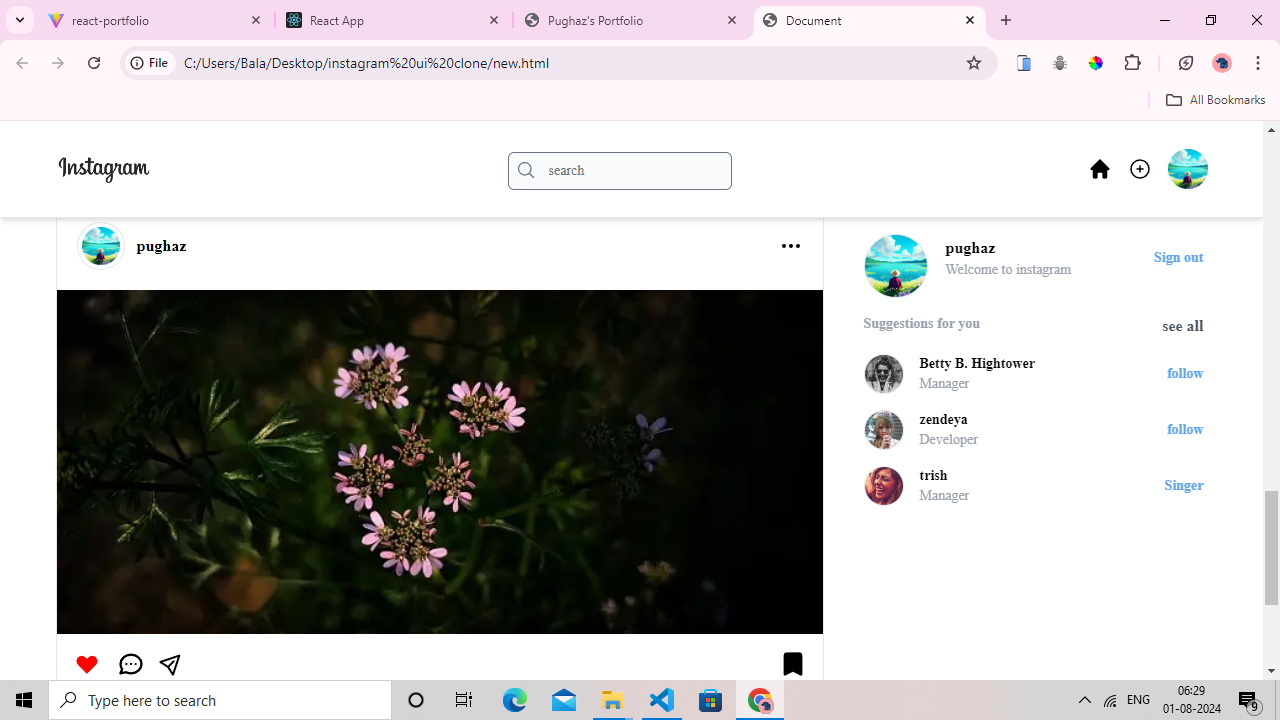 react-portfolio
React App
Pughaz's Portfolio
Document
File
C:/Users/Bala/Desktop/instagram%20ui%20clone/new.html
All Bookmarks
Instagram
search
pughaz
pughaz
Welcome to instagram
Sign out
Suggestions for you
see all
Betty B. Hightower
Manager
follow
zendeya
Developer
follow
trish
Manager
Singer
Type here to search
ENG
06:29
01-08-2024
9